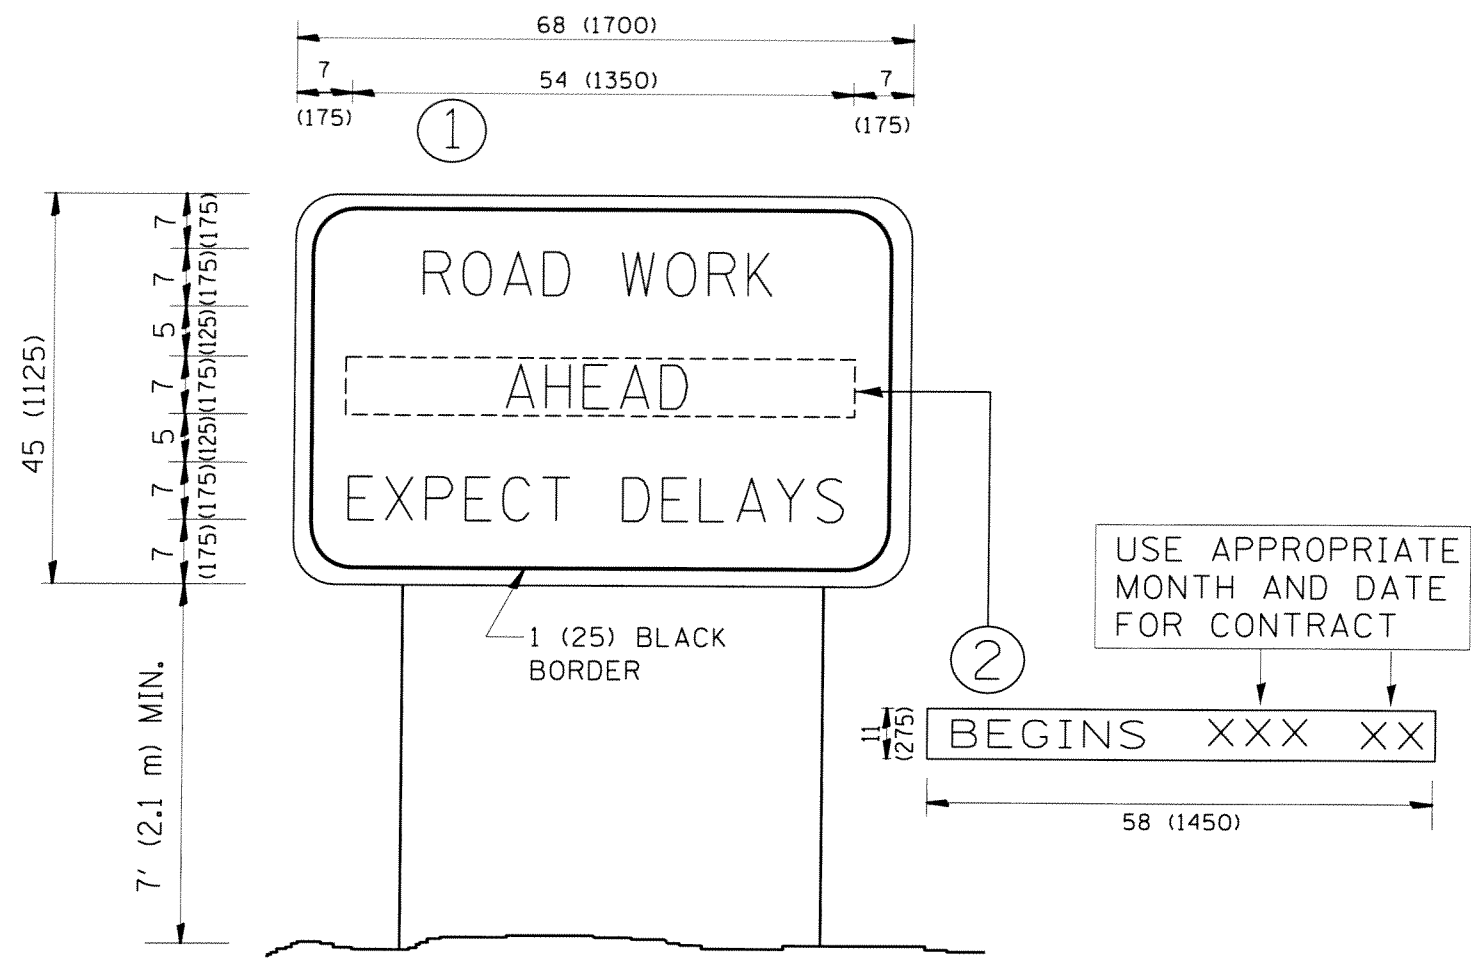 68 (1700)
7
54 (1350)
7
(175)
(175)
1
7
(175)
7
(175)
5
(125)
7
(175)
5
(125)
7
(175)
7
(175)
45 (1125)
ROAD WORK
AHEAD
EXPECT DELAYS
1 (25) BLACK
BORDER
7' (2.1 m) MIN.
USE APPROPRIATE
MONTH AND DATE
FOR CONTRACT
2
11
(275)
BEGINS XXX XX
58 (1450)